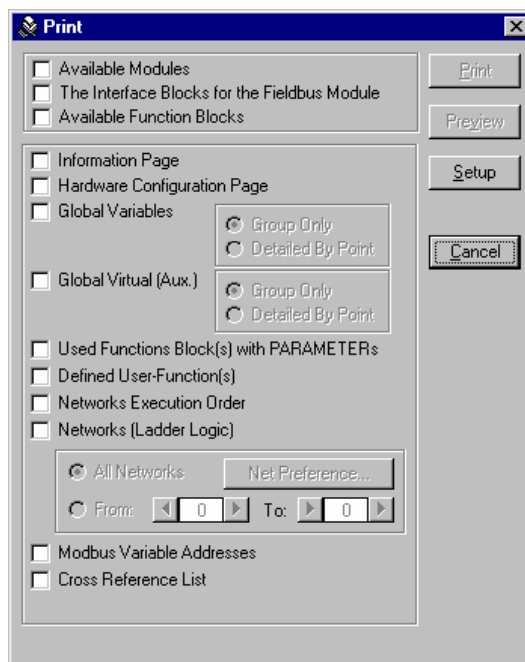 Print
Available Modules
The Interface Blocks for the Fieldbus Module
Available Function Blocks
Print
Preview
Setup
Cancel
Information Page
Hardware Configuration Page
Global Variables
Group Only
Detailed By Point
Global Virtual (Aux.)
Group Only
Detailed By Point
Used Functions Block(s) with PARAMETERs
Defined User-Function(s)
Networks Execution Order
Networks (Ladder Logic)
All Networks Net Preference...
From: 0 To: 0
Modbus Variable Addresses
Cross Reference List